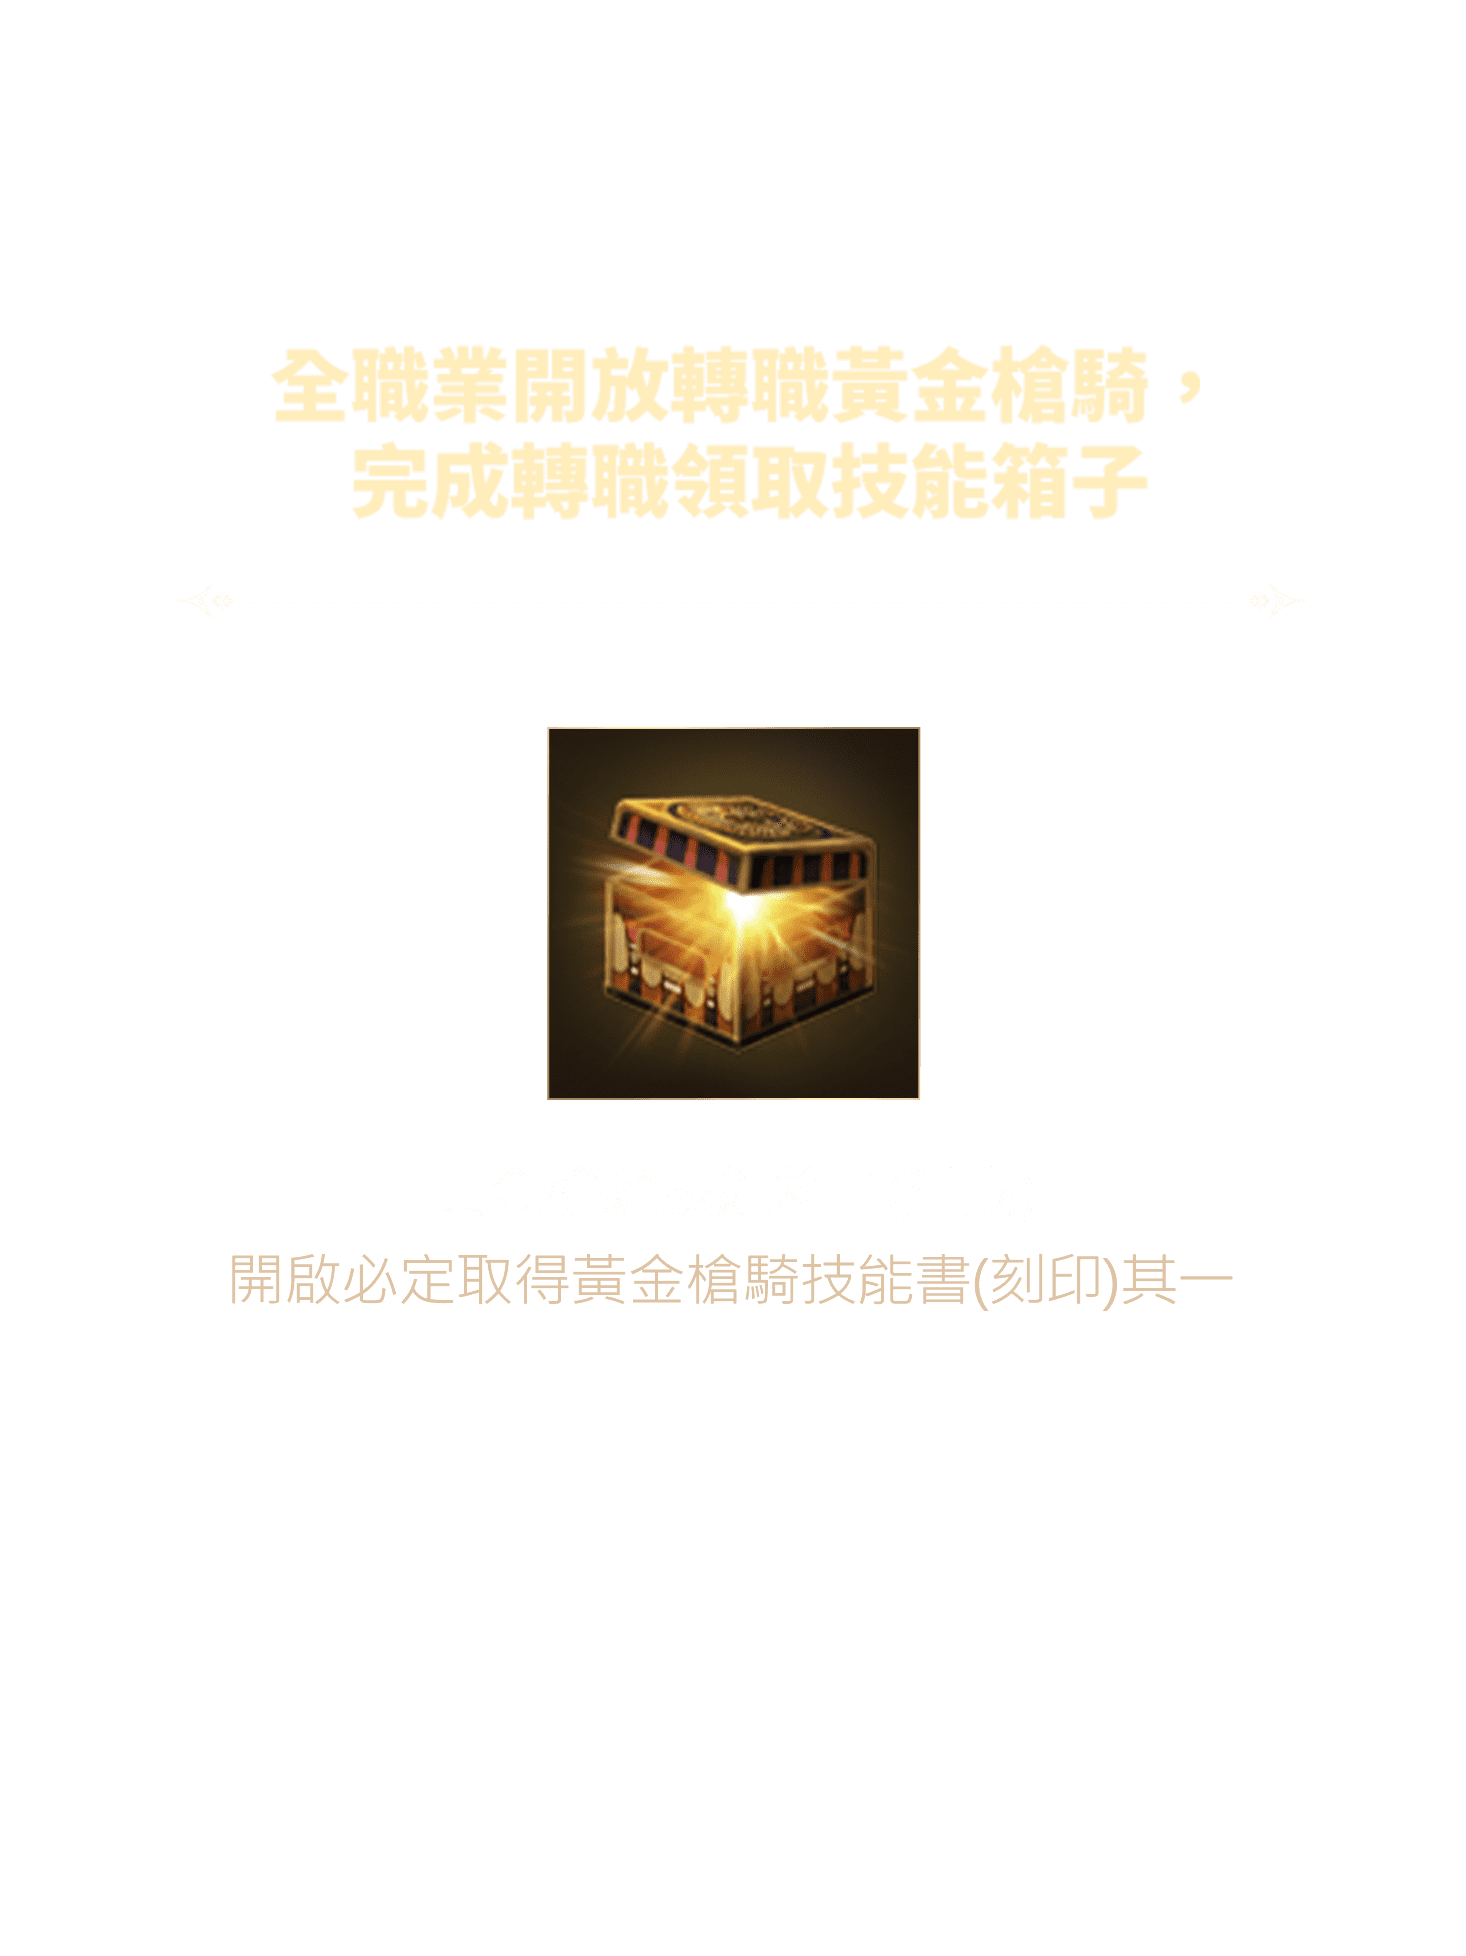 全職業開放轉職黃金槍騎，
完成轉職領取技能箱子
開啟必定取得黃金槍騎技能書(刻印)其一